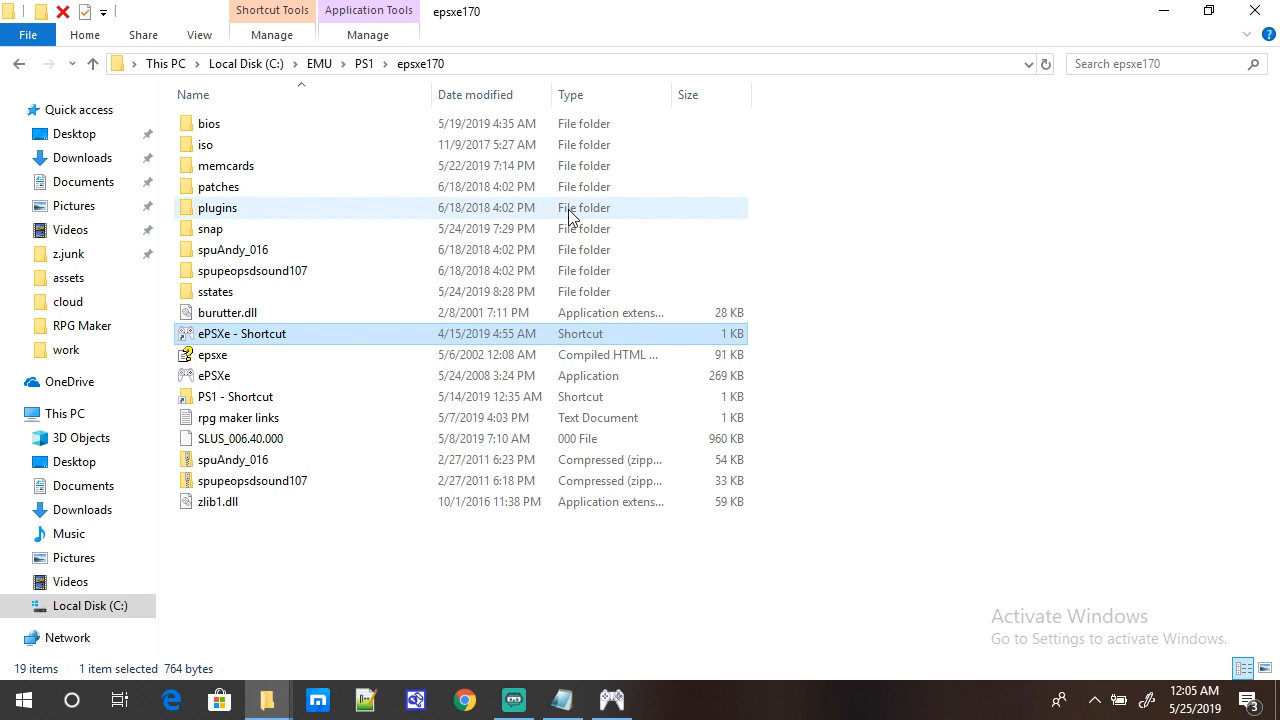 Shortcut Tools Application Tools epsxe170
File Home Share View Manage Manage
This PC Local Disk (C:) EMU PS1 epsxe170 Search epsxe170
Name Date modified Type Size
Quick access
Desktop
Downloads
Documents
Pictures
Videos
z.junk
assets
cloud
RPG Maker
work
OneDrive
This PC
3D Objects
Desktop
Documents
Downloads
Music
Pictures
Videos
Local Disk (C:)
Network
bios 5/19/2019 4:35 AM File folder
iso 11/9/2017 5:27 AM File folder
memcards 5/22/2019 7:14 PM File folder
patches 6/18/2018 4:02 PM File folder
plugins 6/18/2018 4:02 PM File folder
snap 5/24/2019 7:29 PM File folder
spuAndy_016 6/18/2018 4:02 PM File folder
spupeopsdsound107 6/18/2018 4:02 PM File folder
sstates 5/24/2019 8:28 PM File folder
burutter.dll 2/8/2001 7:11 PM Application extens... 28 KB
ePSXe - Shortcut 4/15/2019 4:55 AM Shortcut 1 KB
epsxe 5/6/2002 12:08 AM Compiled HTML ... 91 KB
ePSXe 5/24/2008 3:24 PM Application 269 KB
PS1 - Shortcut 5/14/2019 12:35 AM Shortcut 1 KB
rpg maker links 5/7/2019 4:03 PM Text Document 1 KB
SLUS_006.40.000 5/8/2019 7:10 AM 000 File 960 KB
spuAndy_016 2/27/2011 6:23 PM Compressed (zipp... 54 KB
spupeopsdsound107 2/27/2011 6:18 PM Compressed (zipp... 33 KB
zlib1.dll 10/1/2016 11:38 PM Application extens... 59 KB
Activate Windows
Go to Settings to activate Windows.
19 items 1 item selected 764 bytes
12:05 AM
5/25/2019
3